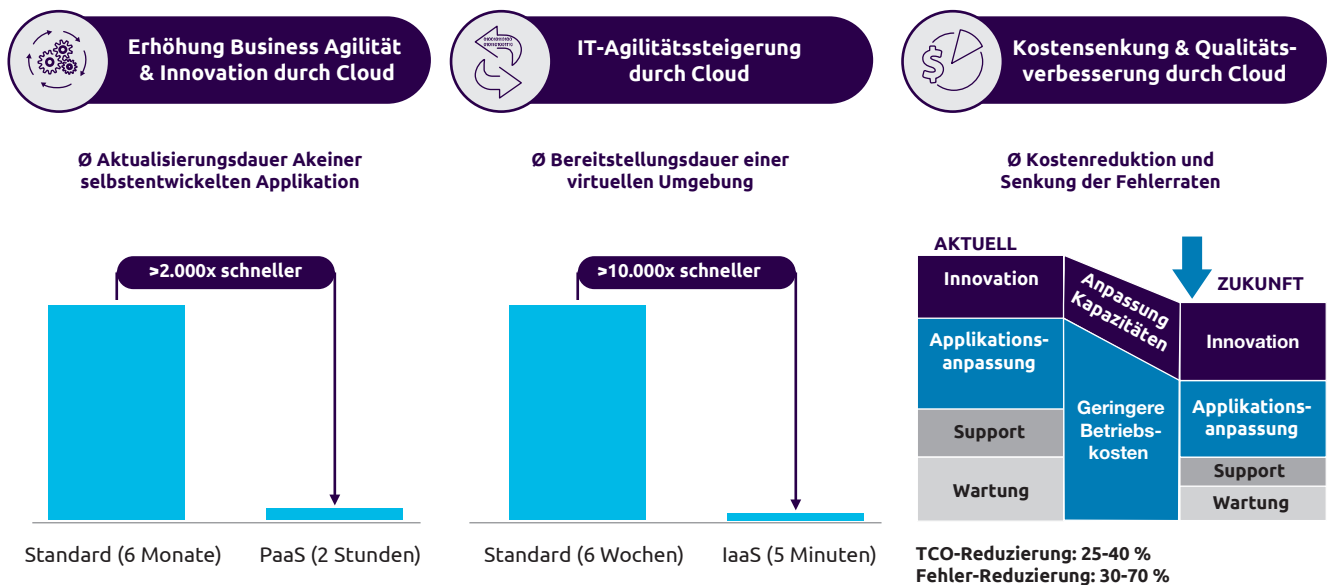 Erhöhung Business Agilität
& Innovation durch Cloud
Ø Aktualisierungsdauer Akeiner
selbstentwickelten Applikation
>2.000x schneller
Standard (6 Monate)
PaaS (2 Stunden)
IT-Agilitätssteigerung
durch Cloud
Ø Bereitstellungsdauer einer
virtuellen Umgebung
>10.000x schneller
Standard (6 Wochen)
IaaS (5 Minuten)
Kostensenkung & Qualitäts-
verbesserung durch Cloud
$
Ø Kostenreduktion und
Senkung der Fehlerraten
AKTUELL
Innovation
Applikations-
anpassung
Support
Wartung
Anpassung
Kapazitäten
Geringere
Betriebs-
kosten
ZUKUNFT
Innovation
Applikations-
anpassung
Support
Wartung
TCO-Reduzierung: 25-40 %
Fehler-Reduzierung: 30-70 %